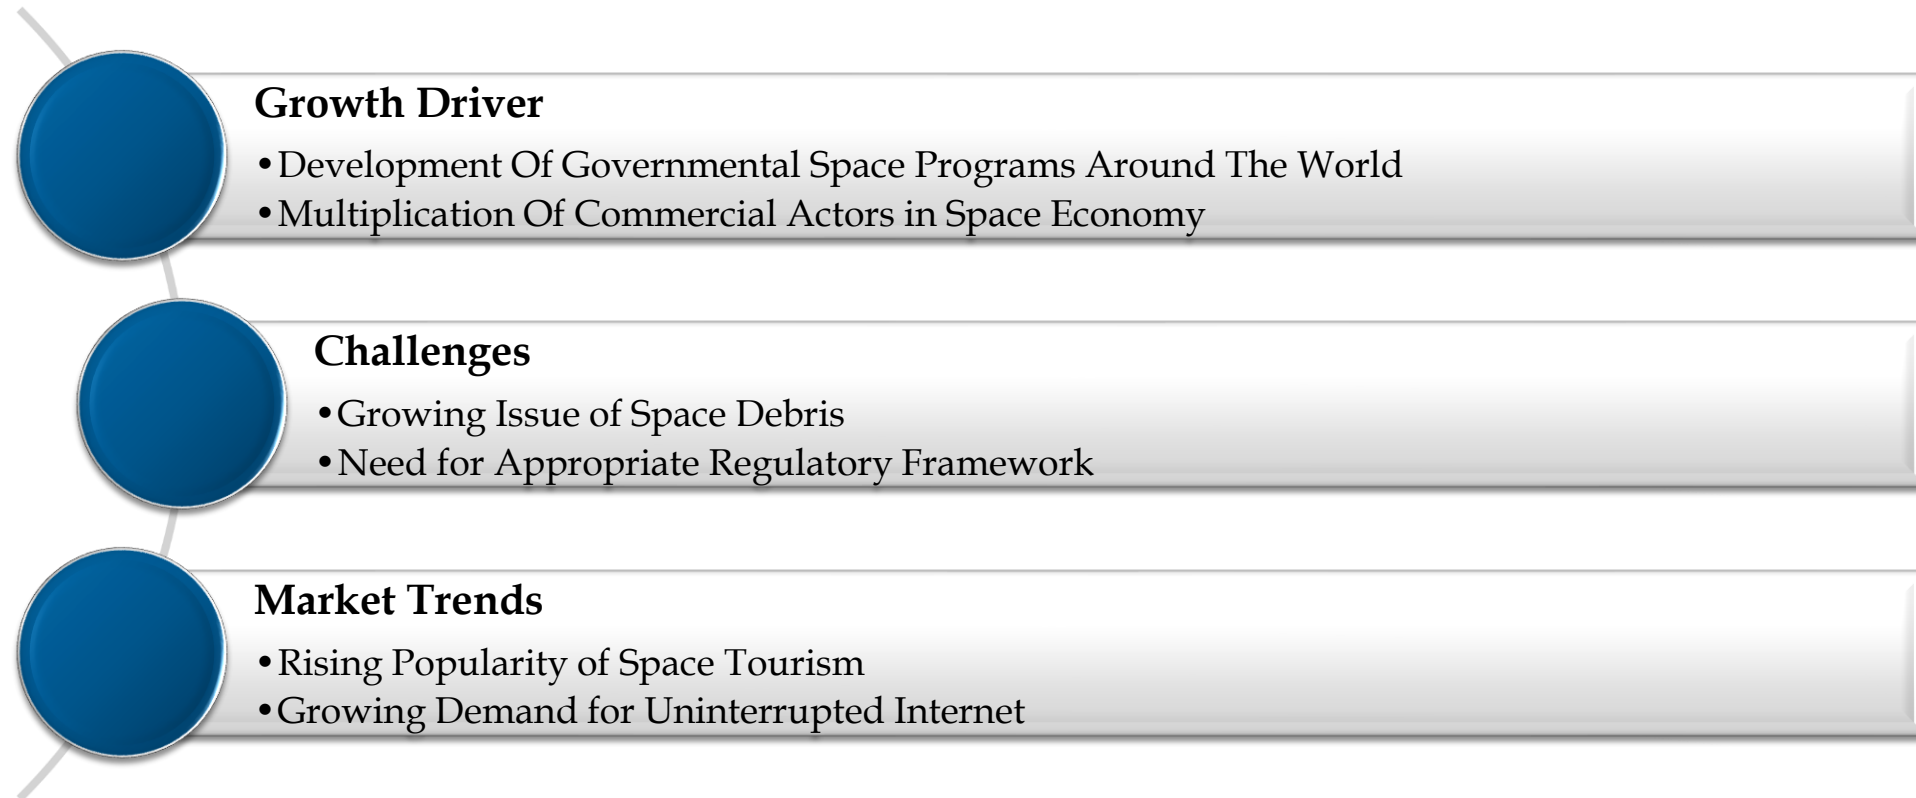 Growth Driver
•Development Of Governmental Space Programs Around The World
•Multiplication Of Commercial Actors in Space Economy
Challenges
•Growing Issue of Space Debris
•Need for Appropriate Regulatory Framework
Market Trends
•Rising Popularity of Space Tourism
•Growing Demand for Uninterrupted Internet